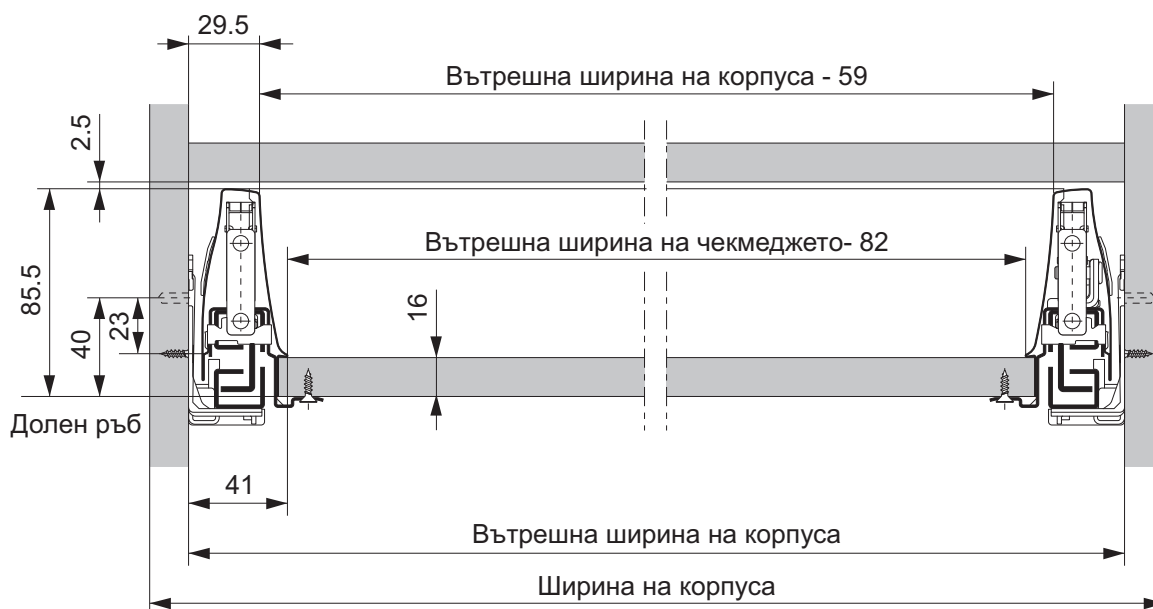 29.5
Вътрешна ширина на корпуса - 59
2.5
Вътрешна ширина на чекмеджето- 82
85.5
40
23
16
Долен ръб
41
Вътрешна ширина на корпуса
Ширина на корпуса